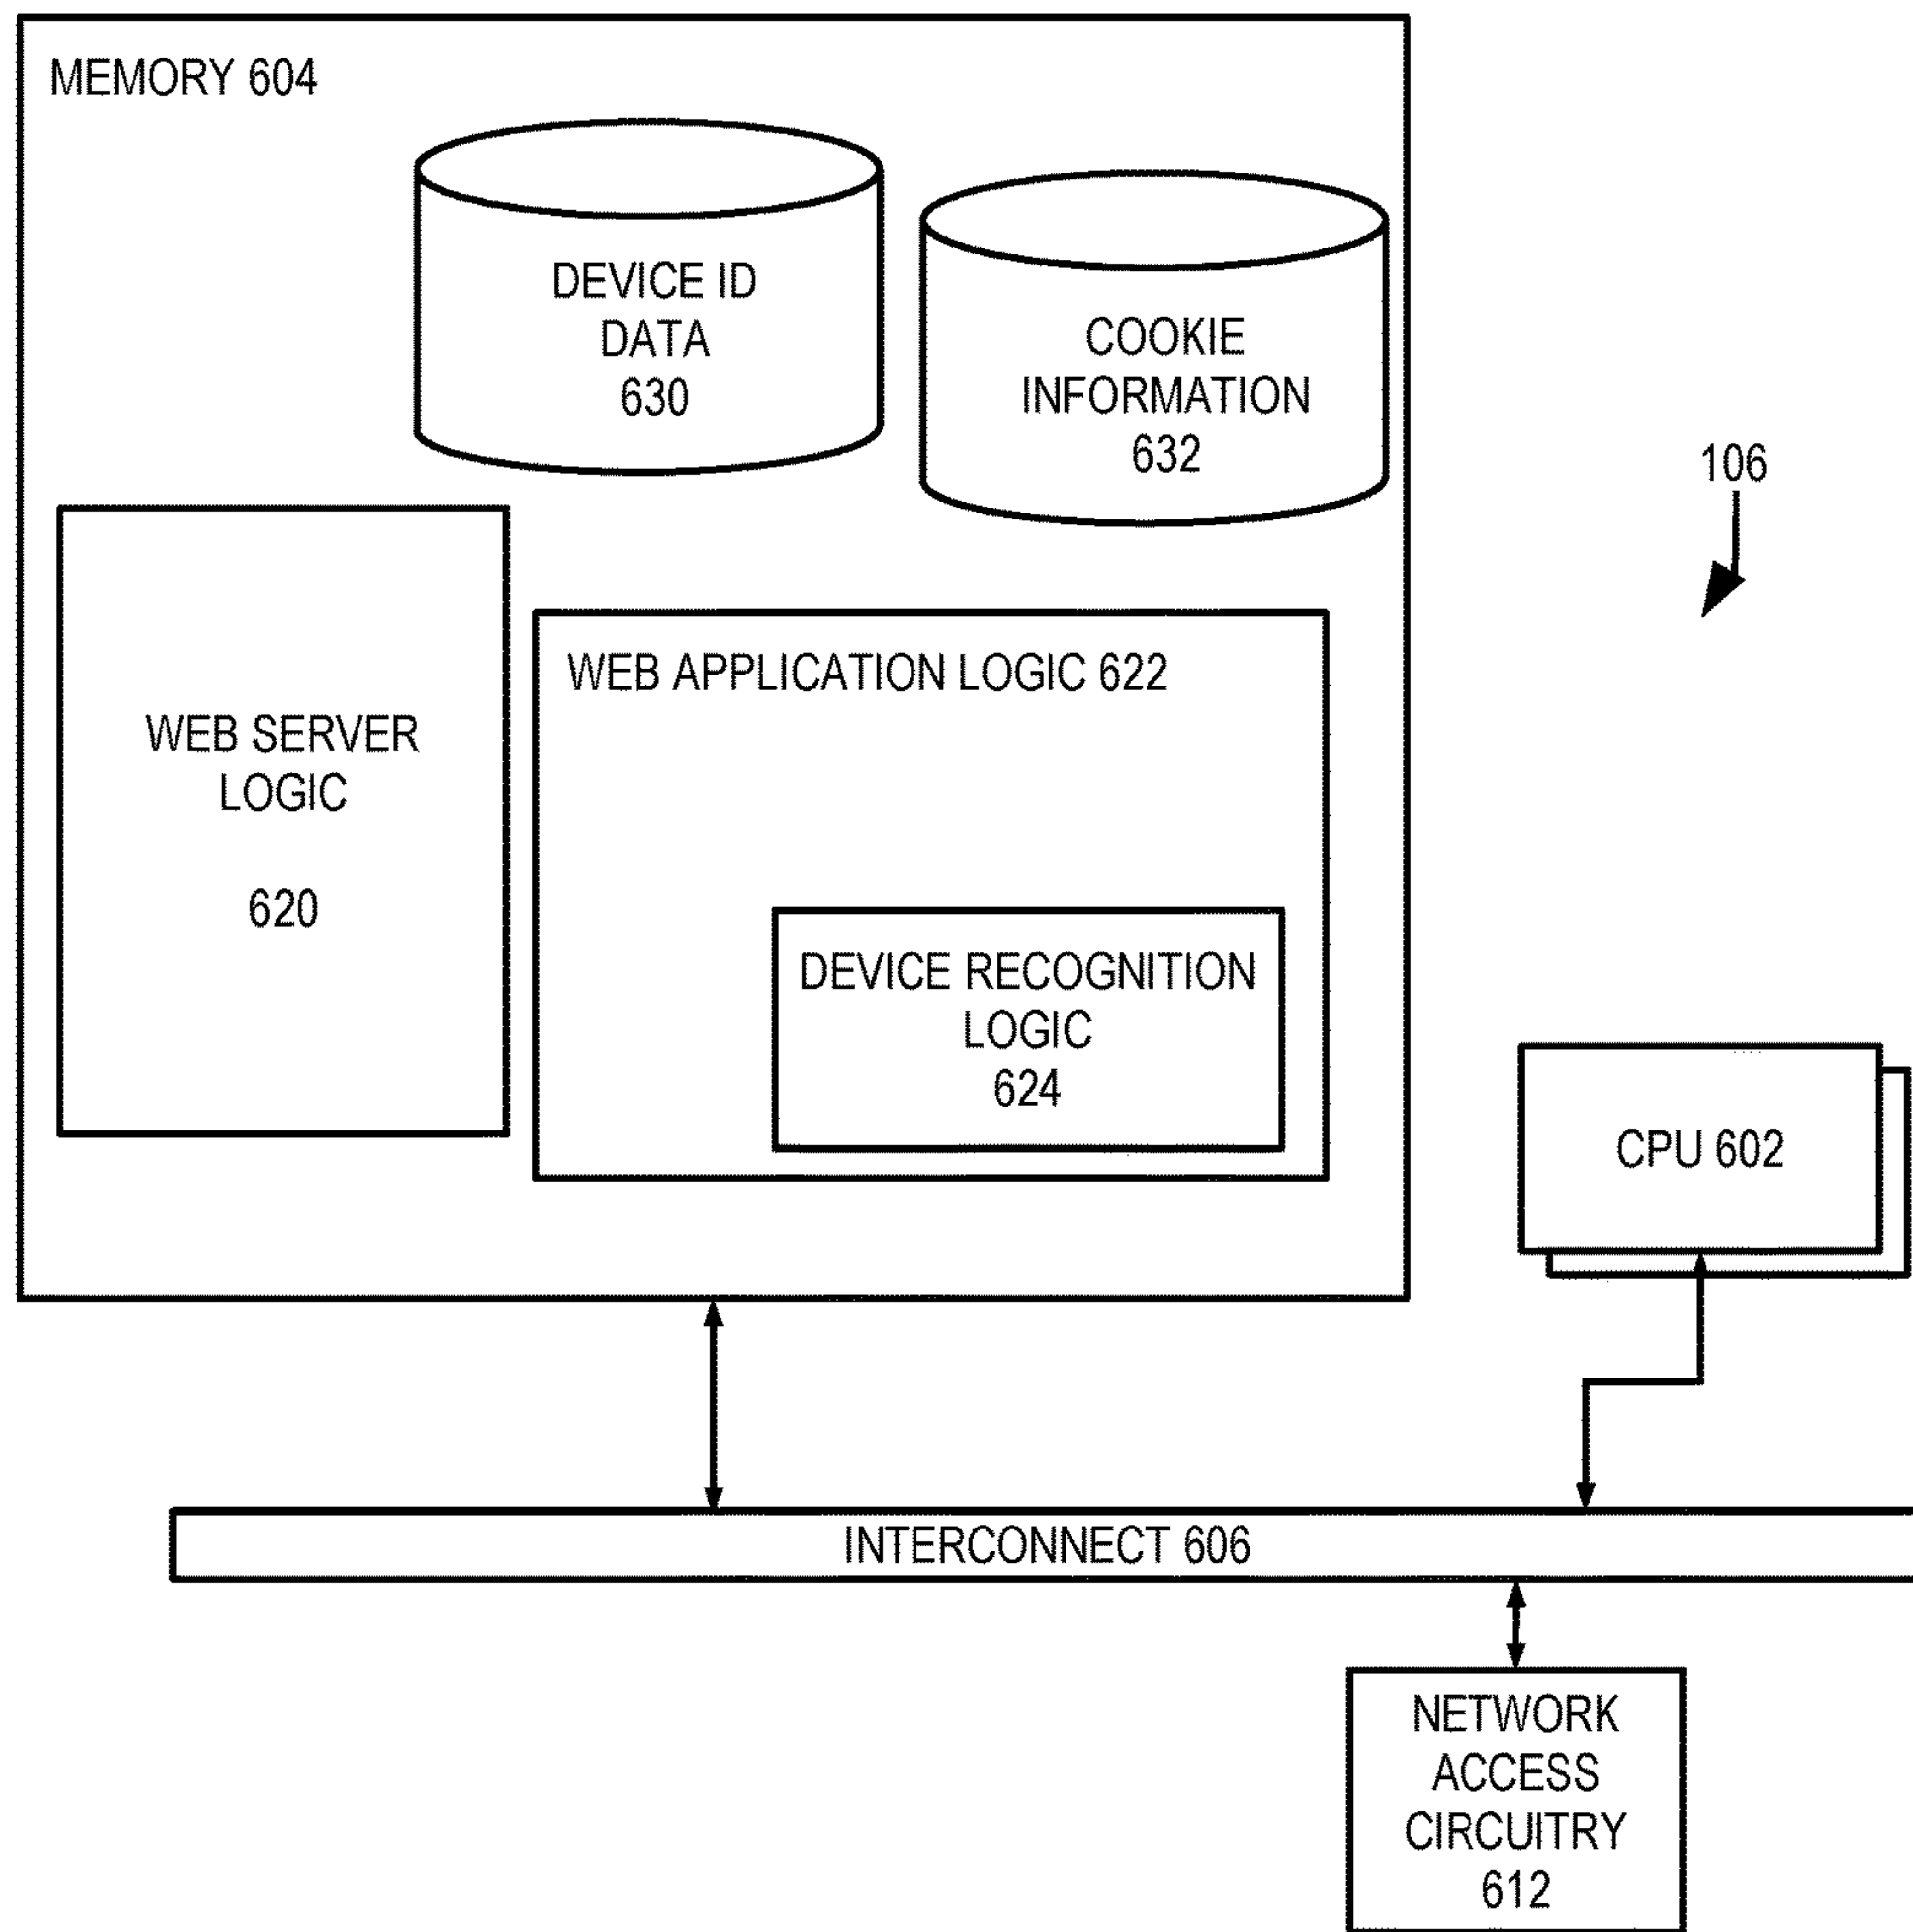 MEMORY 604
DEVICE ID
DATA
630
COOKIE
INFORMATION
632
106
WEB SERVER
LOGIC
620
WEB APPLICATION LOGIC 622
DEVICE RECOGNITION
LOGIC
624
CPU 602
INTERCONNECT 606
NETWORK
ACCESS
CIRCUITRY
612